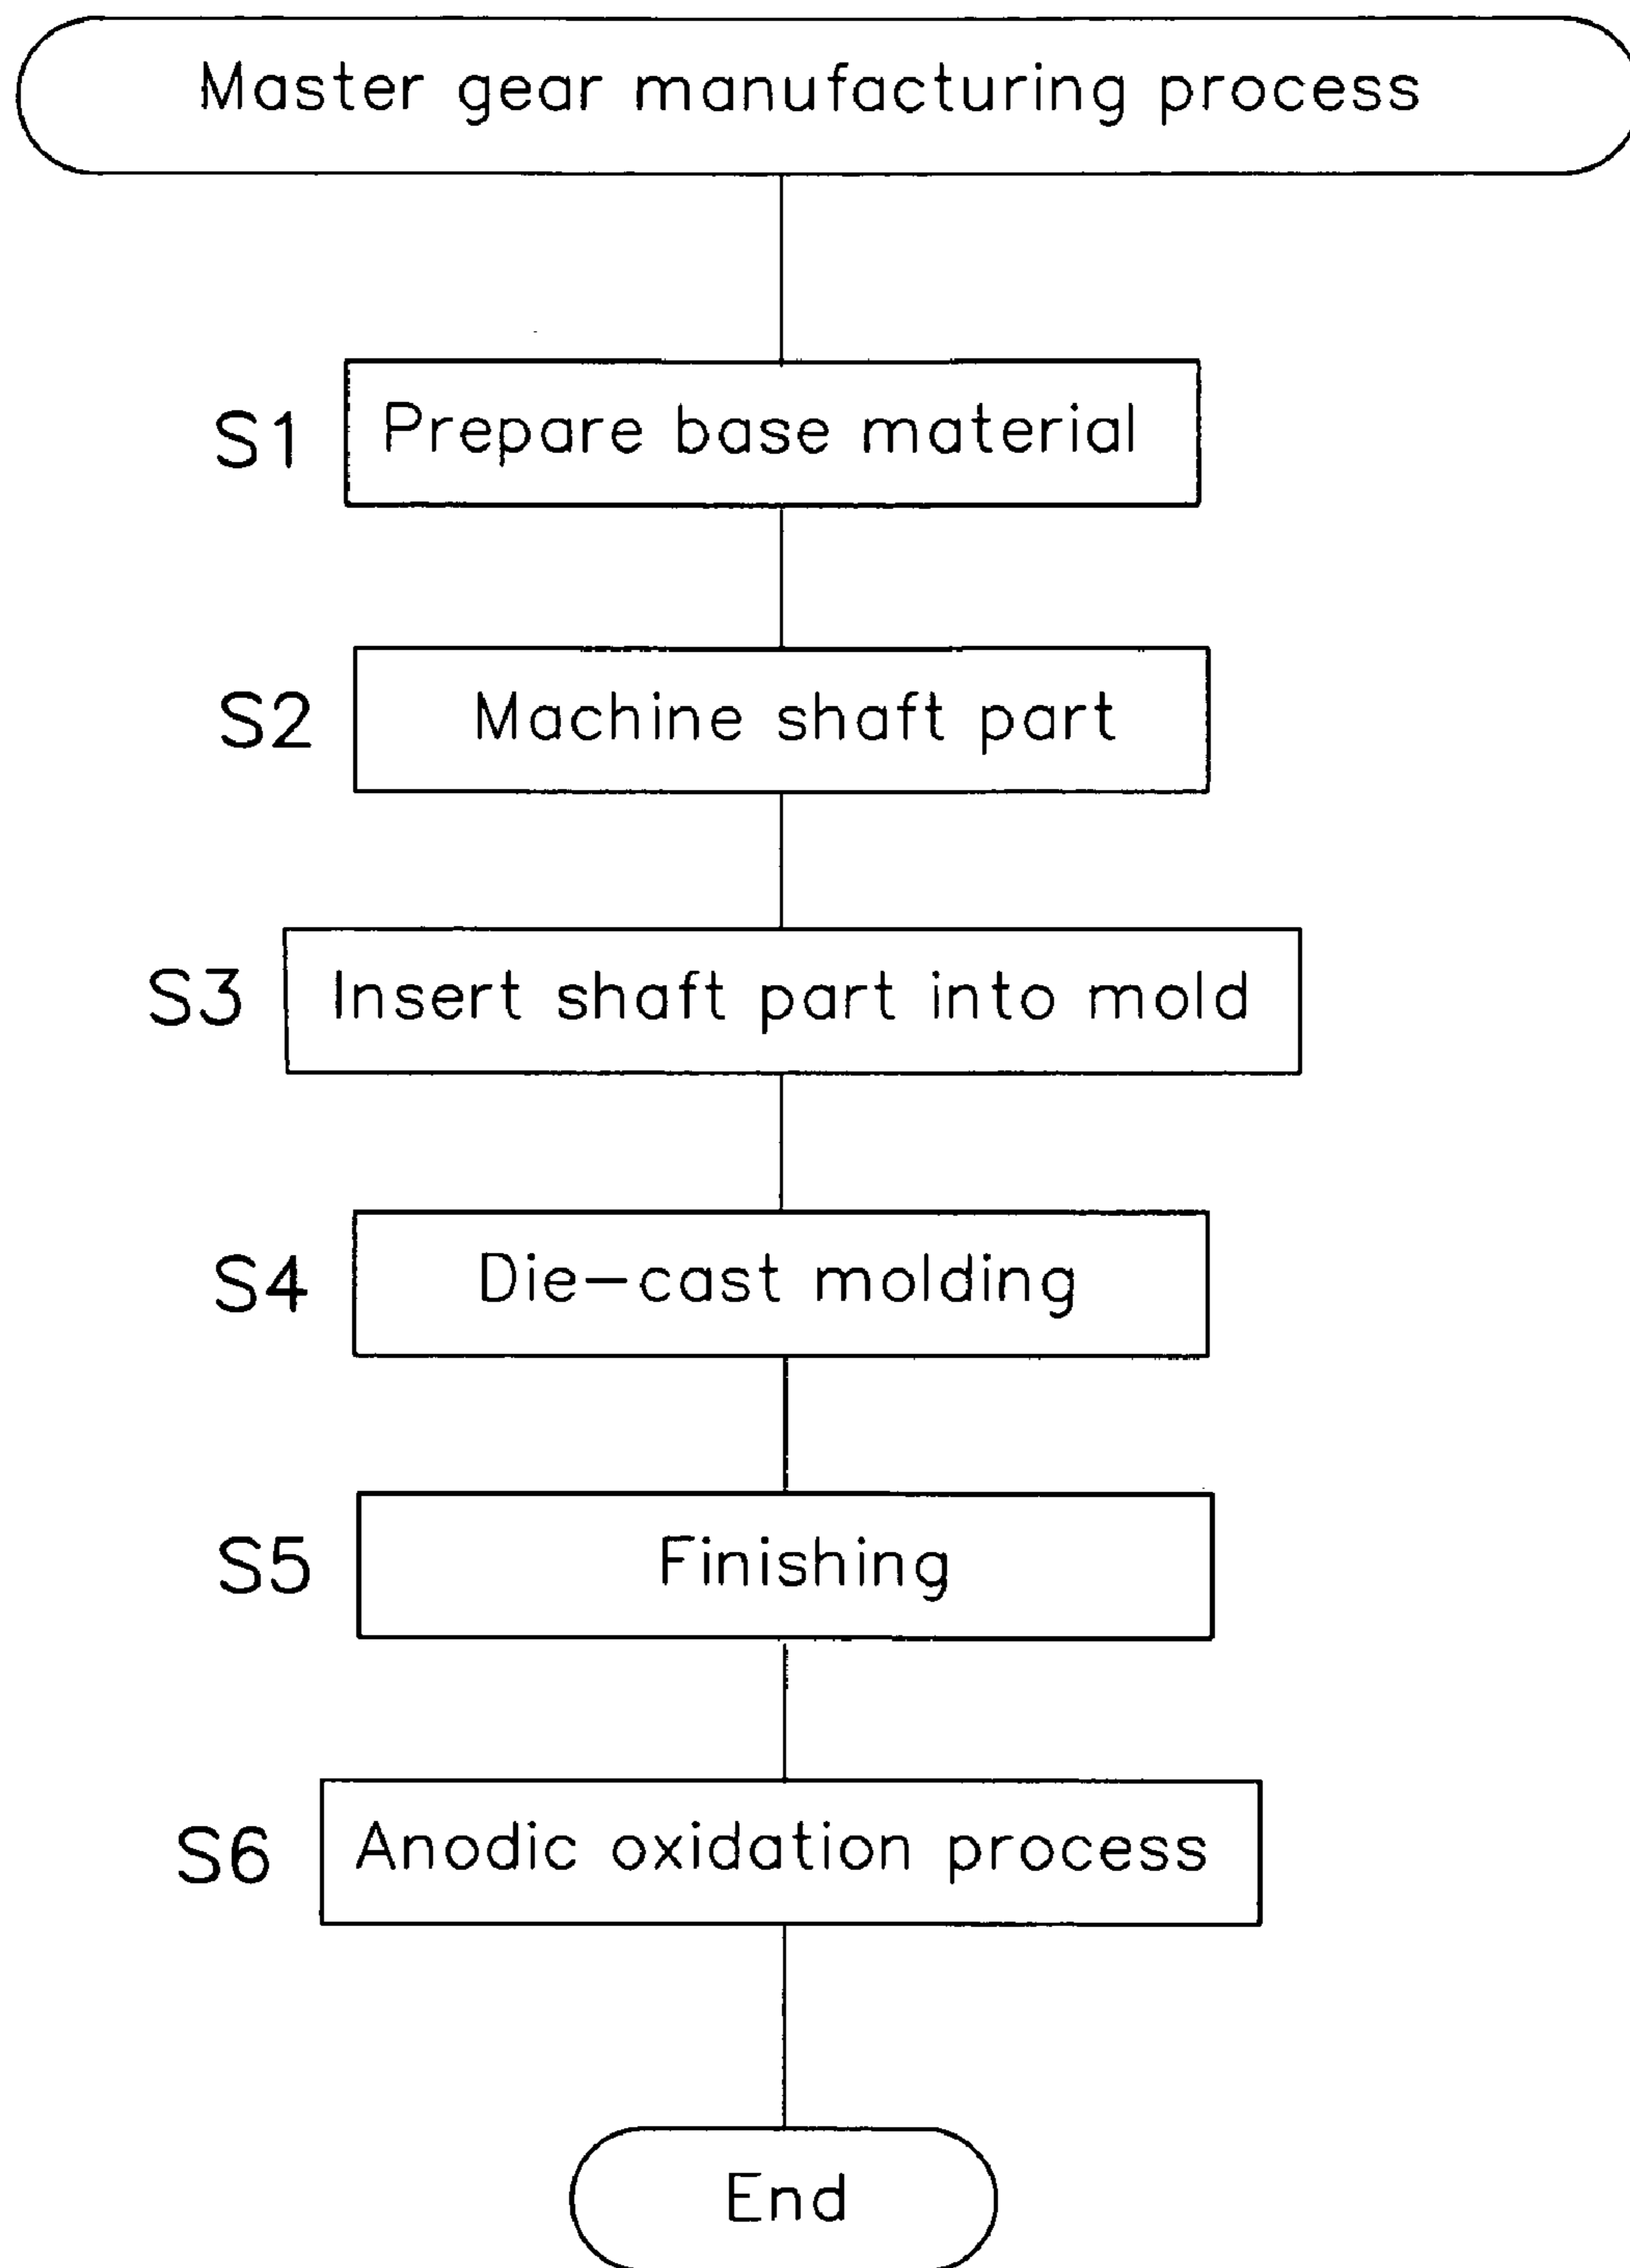 Master gear manufacturing process
S1 Prepare base material
S2 Machine shaft part
S3 Insert shaft part into mold
S4 Die-cast molding
S5 Finishing
S6 Anodic oxidation process
End